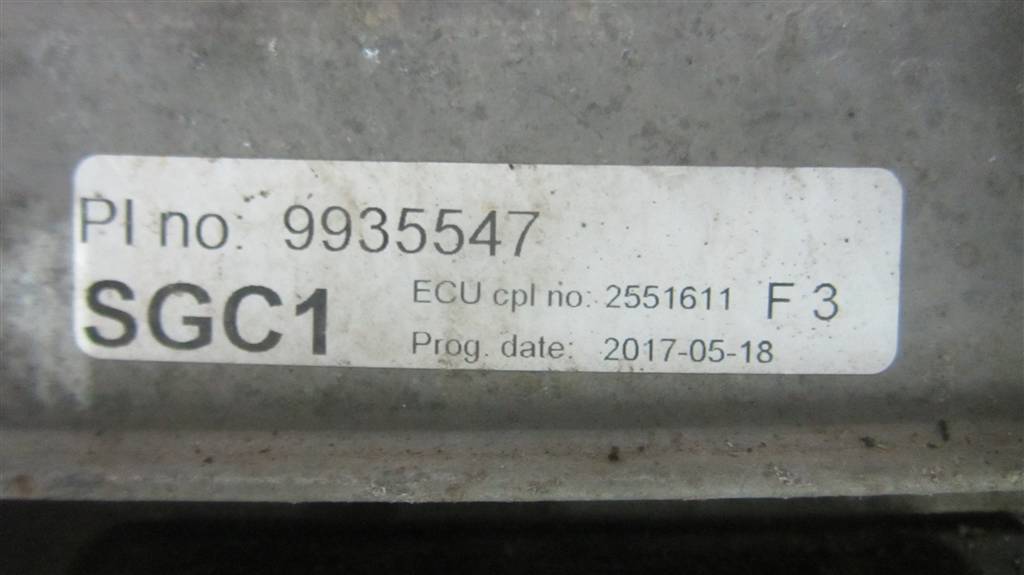 PI no: 9935547
SGC1
ECU cpl no: 2551611 F 3
Prog. date: 2017-05-18